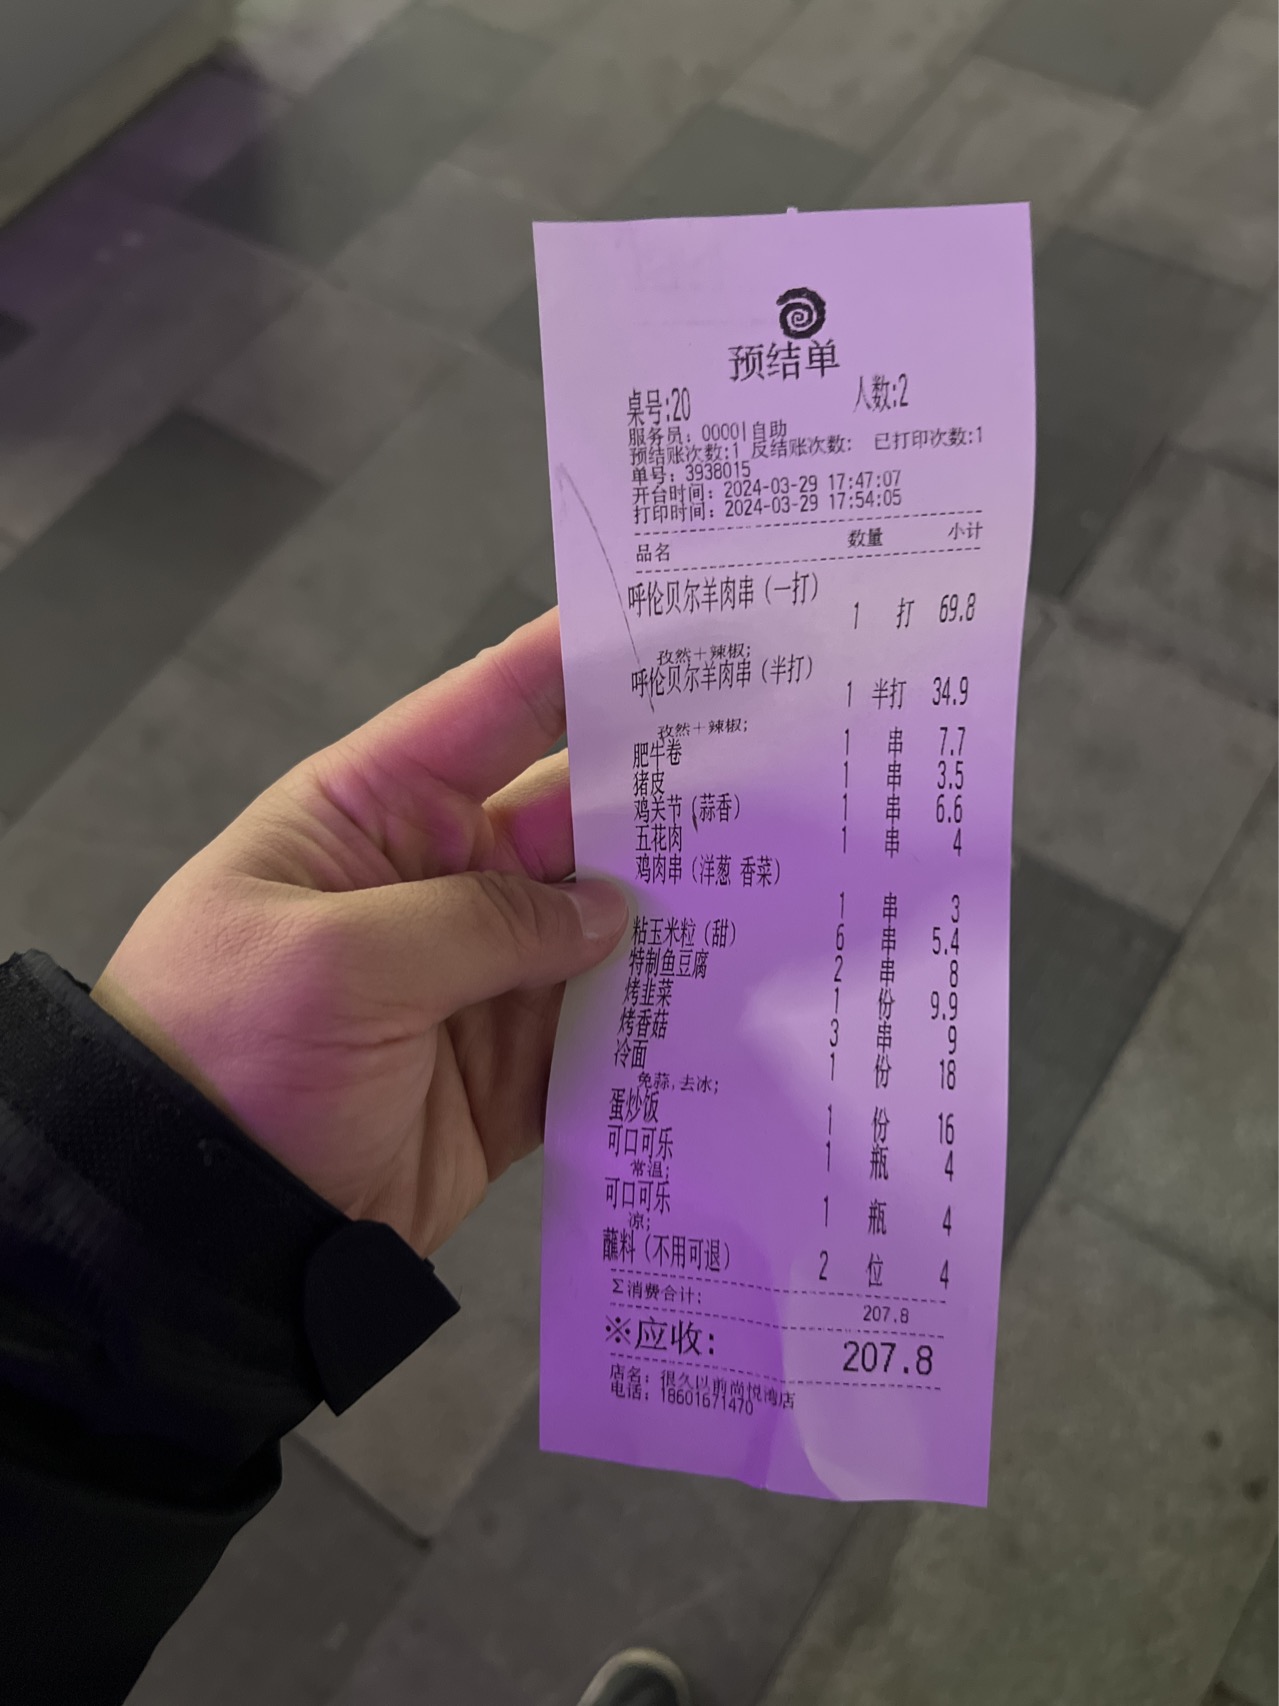 预结单
桌号:20 人数:2
服务员: 00001自助
预结账次数:1 反结账次数: 已打印次数:1
单号: 3938015
开台时间: 2024-03-29 17:47:07
打印时间: 2024-03-29 17:54:05
品名 数量 小计
呼伦贝尔羊肉串(一打)
1 打 69.8
孜然+辣椒;
呼伦贝尔羊肉串(半打)
1 半打 34.9
孜然+辣椒;
肥牛卷 1 串 7.7
猪皮 1 串 3.5
鸡关节(蒜香) 1 串 6.6
五花肉 1 串 4
鸡肉串(洋葱 香菜)
1 串 3
粘玉米粒(甜) 6 串 5.4
特制鱼豆腐 2 串 8
烤韭菜 1 份 9.9
烤香菇 3 串 9
冷面 1 份 18
免蒜,去冰;
蛋炒饭 1 份 16
可口可乐 1 瓶 4
常温;
可口可乐 1 瓶 4
凉;
蘸料(不用可退) 2 位 4
Σ消费合计: 207.8
※应收: 207.8
店名: 很久以前尚悦湾店
电话: 18601671470